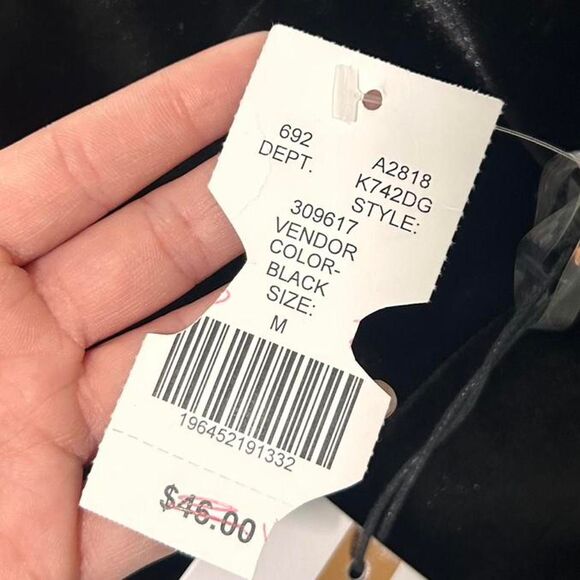 692
DEPT.
A2818
K742DG
STYLE:
309617
VENDOR
COLOR-
BLACK
SIZE:
M
196452191332
$46.00